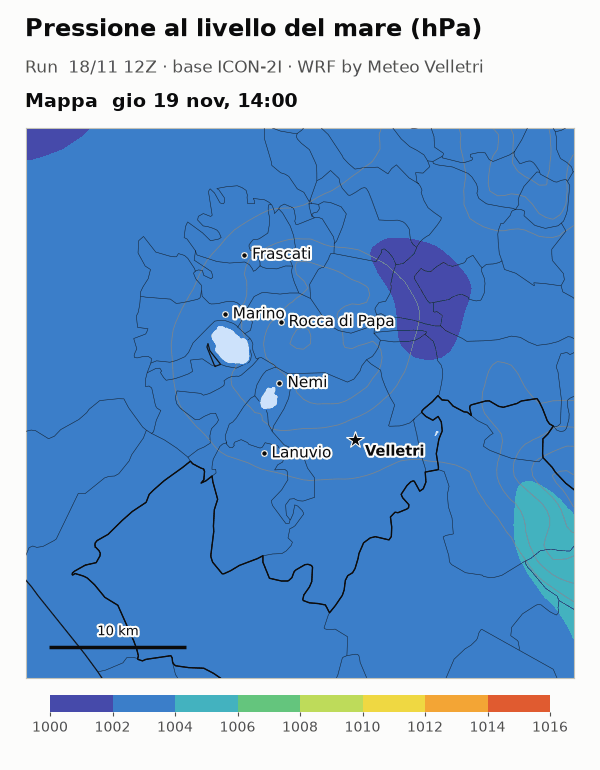 Pressione al livello del mare (hPa)
Run  18/11 12Z · base ICON-2I · WRF by Meteo Velletri
Mappa  gio 19 nov, 14:00
Frascati
Marino
Rocca di Papa
Nemi
Velletri
Lanuvio
10 km
1000 1002 1004 1006 1008 1010 1012 1014 1016